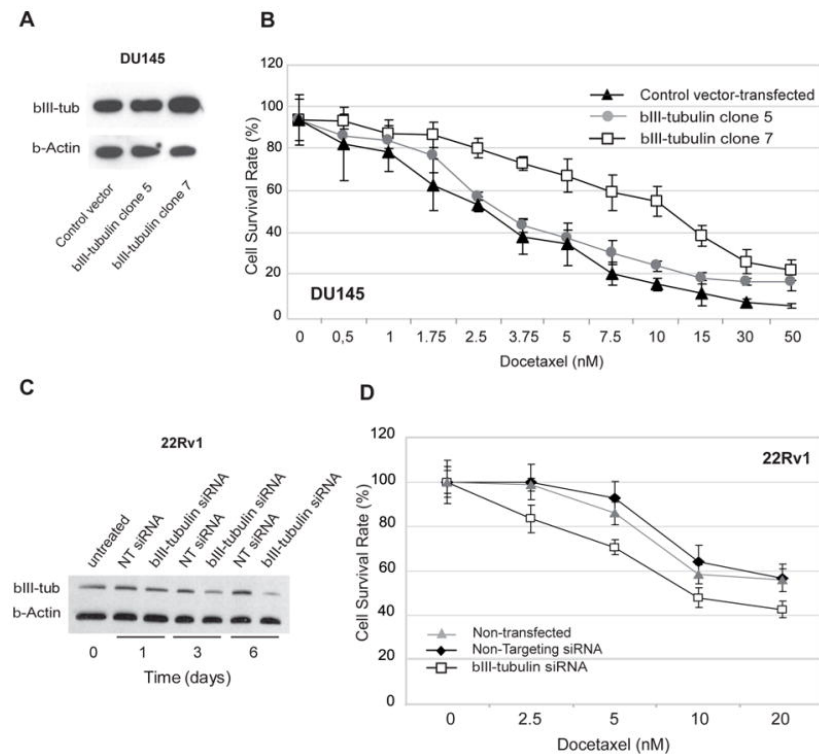 A
DU145
bIII-tub
b-Actin
Control vector
bIII-tubulin clone 5
bIII-tubulin clone 7
B
120
100
80
60
40
20
0
Cell Survival Rate (%)
Control vector-transfected
bIII-tubulin clone 5
bIII-tubulin clone 7
DU145
0 0,5 1 1.75 2.5 3.75 5 7.5 10 15 30 50
Docetaxel (nM)
C
22Rv1
untreated
NT siRNA
bIII-tubulin siRNA
NT siRNA
bIII-tubulin siRNA
NT siRNA
bIII-tubulin siRNA
bIII-tub
b-Actin
0 1 3 6
Time (days)
D
120
100
80
60
40
20
0
Cell Survival Rate (%)
22Rv1
Non-transfected
Non-Targeting siRNA
bIII-tubulin siRNA
0 2.5 5 10 20
Docetaxel (nM)